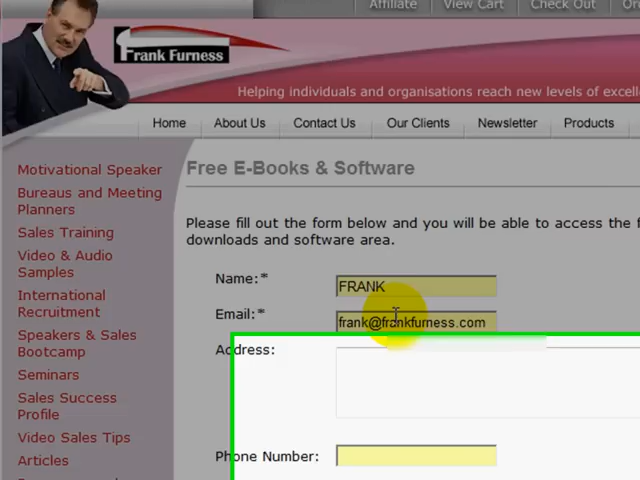 Affiliate View Cart Check Out
Frank Furness
Helping individuals and organisations reach new levels of
Home About Us Contact Us Our Clients Newsletter Products
Motivational Speaker
Bureaus and Meeting
Planners
Sales Training
Video & Audio
Samples
International
Recruitment
Speakers & Sales
Bootcamp
Seminars
Sales Success
Profile
Video Sales Tips
Articles
Free E-Books & Software
Please fill out the form below and you will be able to access the
downloads and software area.
Name:* FRANK
Email:* frank@frankfurness.com
Address:
Phone Number: